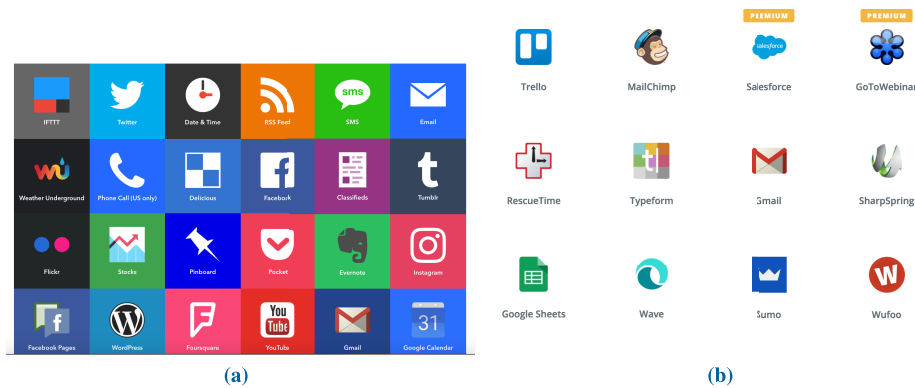 IFTTT
Twitter
Date & Time
RSS Feed
sms
SMS
Email
Weather Underground
Phone Call (US only)
Delicious
Facebook
Classifieds
Tumblr
Flickr
Stocks
Pinboard
Pocket
Evernote
Instagram
Facebook Pages
WordPress
Foursquare
You
Tube
YouTube
Gmail
31
Google Calendar
(a)
PREMIUM
PREMIUM
salesforce
Trello
MailChimp
Salesforce
GoToWebinar
t|
RescueTime
Typeform
Gmail
SharpSpring
W
Google Sheets
Wave
Sumo
Wufoo
(b)